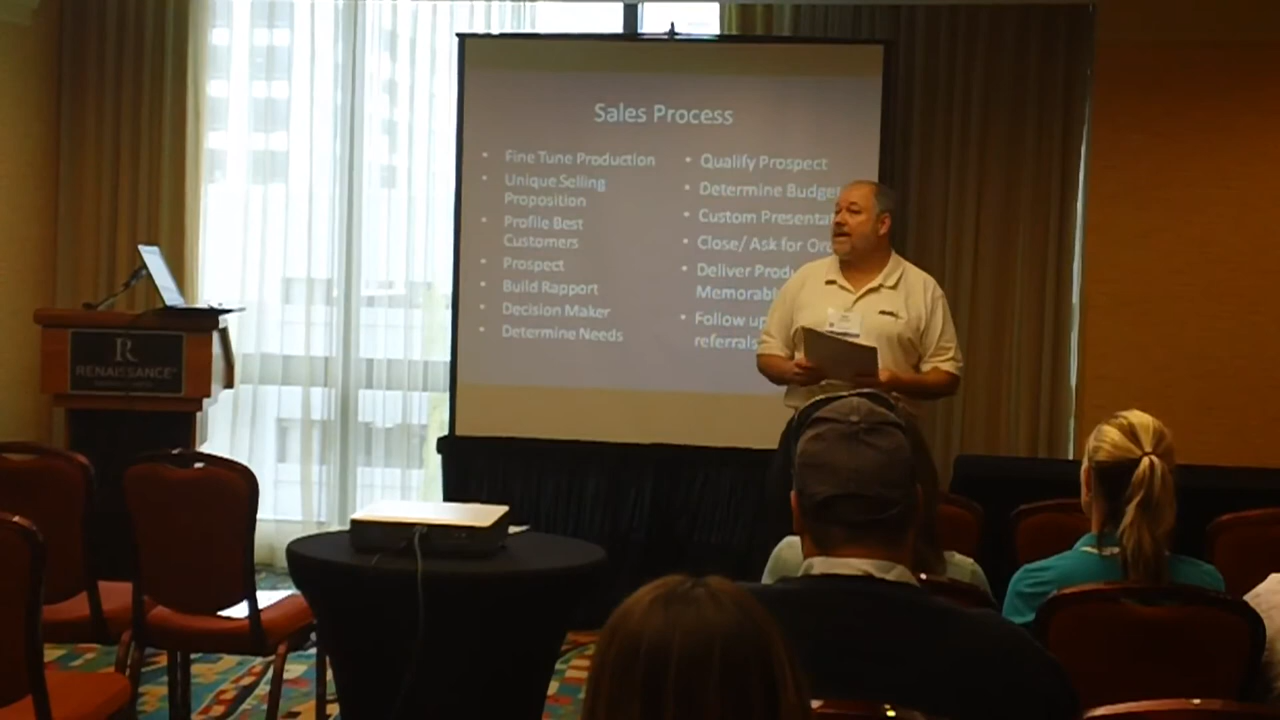 Sales Process
• Fine Tune Production
• Unique Selling
Proposition
• Profile Best
Customers
• Prospect
• Build Rapport
• Decision Maker
• Determine Needs
• Qualify Prospect
• Determine Budge
• Custom Presentat
• Close/ Ask for Or
• Deliver Produ
Memorabl
• Follow up
referrals
R
RENAISSANCE